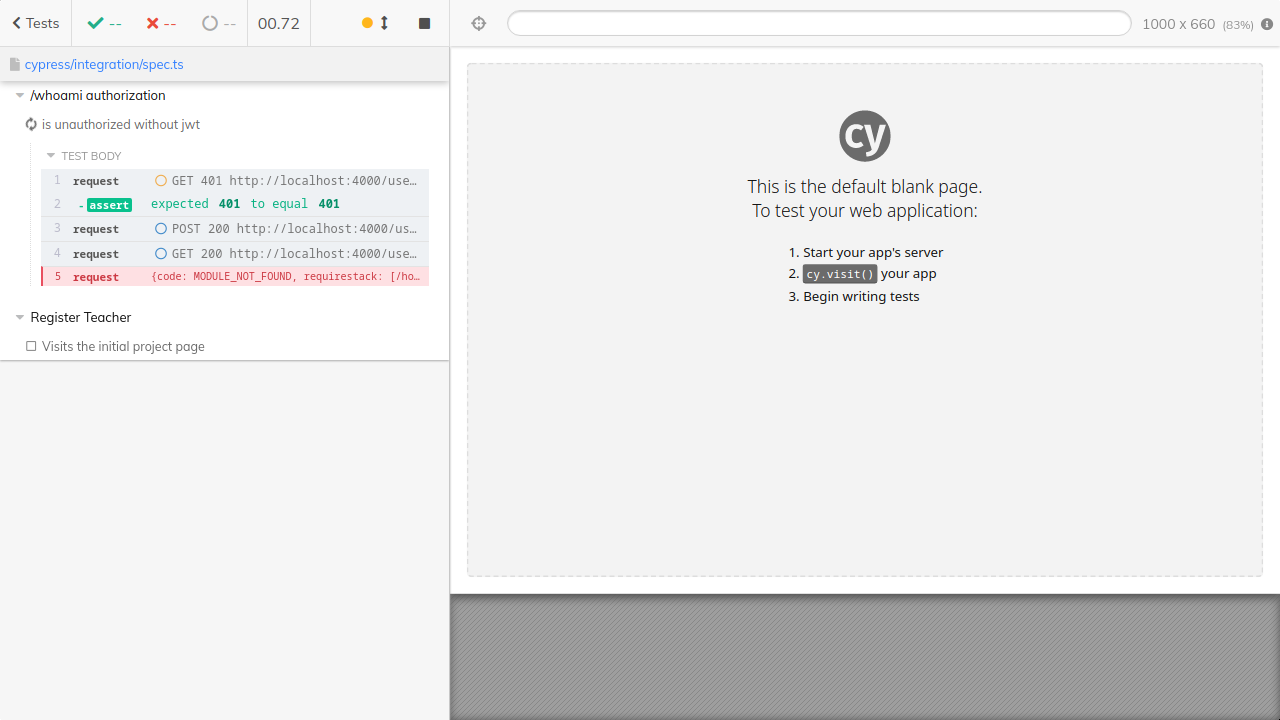 Tests -- -- -- 00.72
1000 x 660 (83%)
cypress/integration/spec.ts
/whoami authorization
is unauthorized without jwt
TEST BODY
1 request GET 401 http://localhost:4000/use…
2 -assert expected 401 to equal 401
3 request POST 200 http://localhost:4000/us…
4 request GET 200 http://localhost:4000/use…
5 request {code: MODULE_NOT_FOUND, requirestack: [/ho…
Register Teacher
Visits the initial project page
cy
This is the default blank page.
To test your web application:
1. Start your app's server
2. cy.visit() your app
3. Begin writing tests